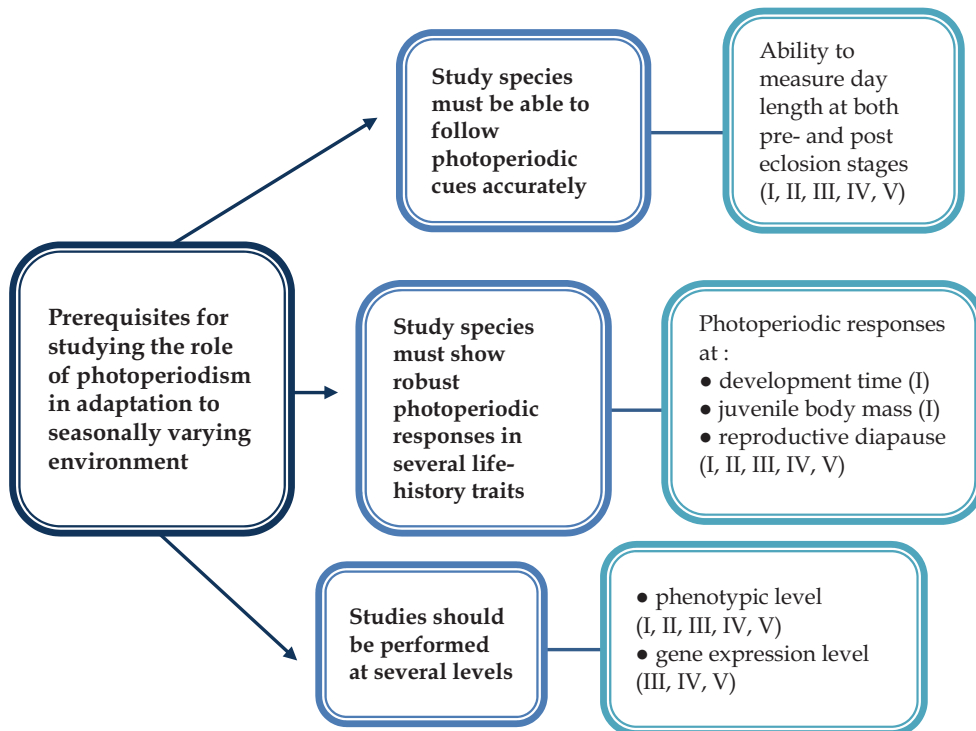 Prerequisites for
studying the role
of photoperiodism
in adaptation to
seasonally varying
environment
Study species
must be able to
follow
photoperiodic
cues accurately
Ability to
measure day
length at both
pre- and post
eclosion stages
(I, II, III, IV, V)
Study species
must show
robust
photoperiodic
responses in
several life-
history traits
Photoperiodic responses
at :
● development time (I)
● juvenile body mass (I)
● reproductive diapause
(I, II, III, IV, V)
Studies should
be performed
at several levels
● phenotypic level
(I, II, III, IV, V)
● gene expression level
(III, IV, V)